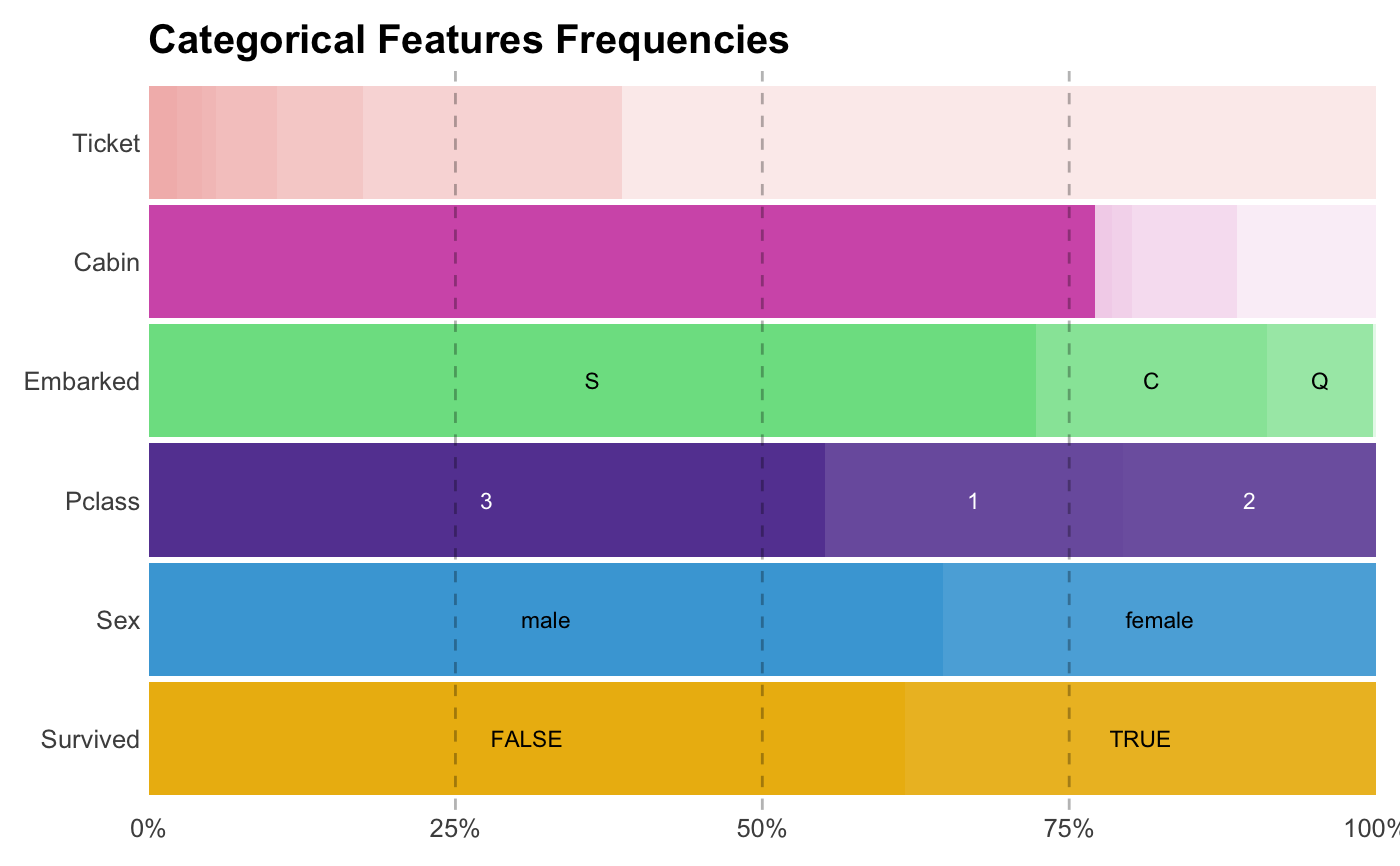 Categorical Features Frequencies
Ticket
Cabin
Embarked S C Q
Pclass 3 1 2
Sex male female
Survived FALSE TRUE
0% 25% 50% 75% 100%